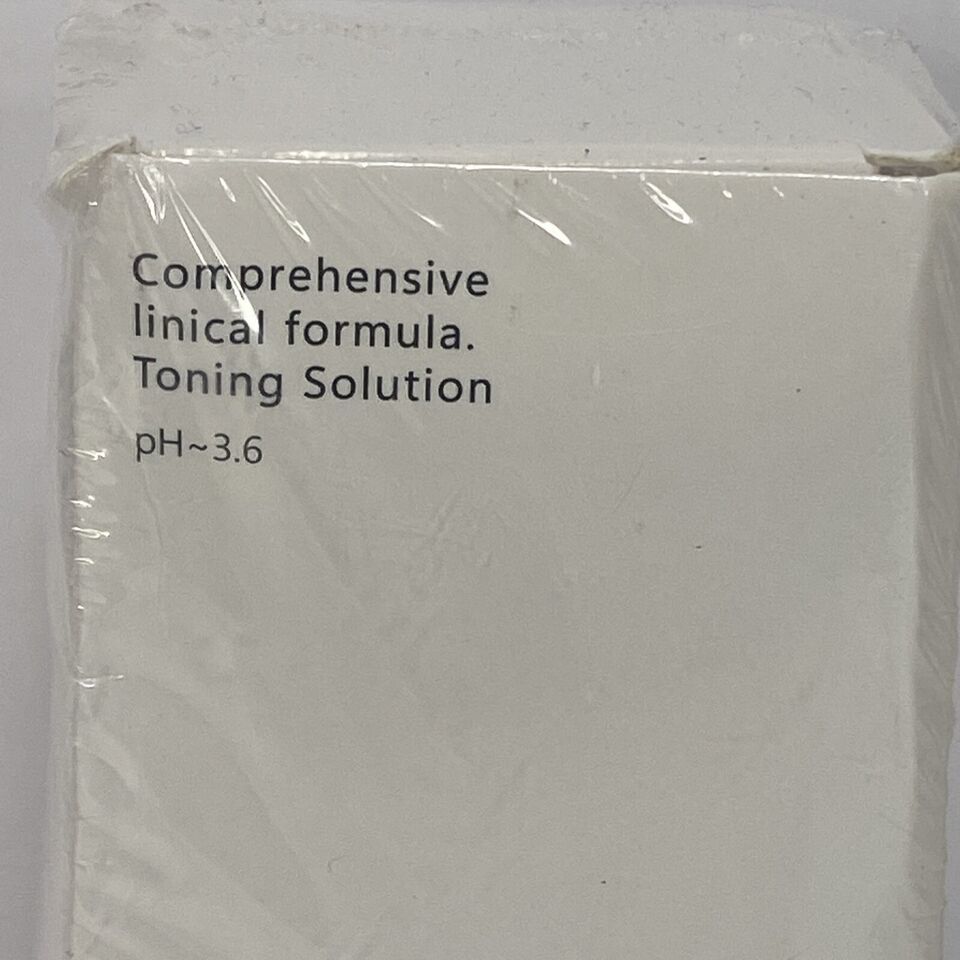 Comprehensive
linical formula.
Toning Solution
pH~3.6